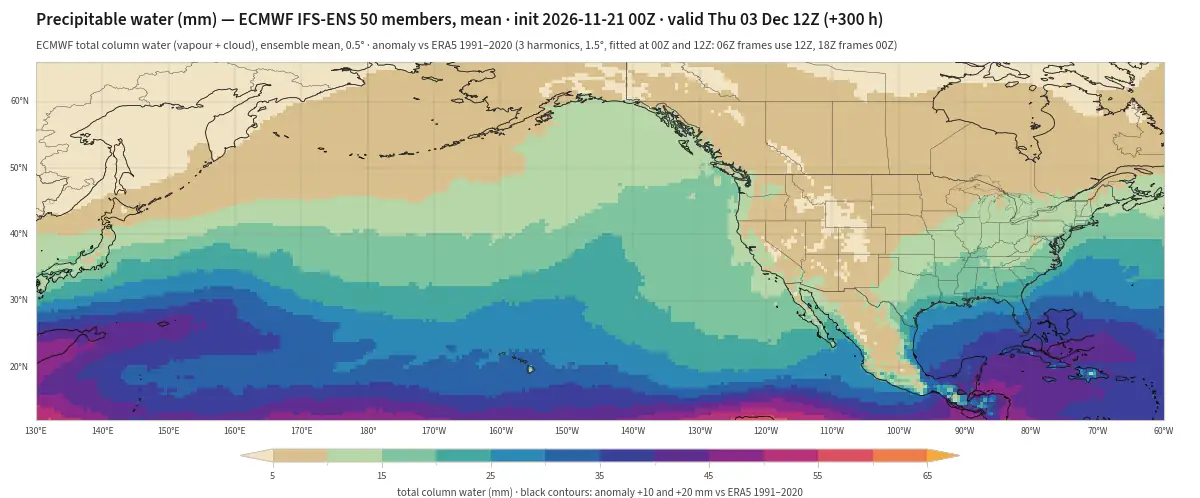 Precipitable water (mm) — ECMWF IFS-ENS 50 members, mean · init 2026-11-21 00Z · valid Thu 03 Dec 12Z (+300 h)
ECMWF total column water (vapour + cloud), ensemble mean, 0.5° · anomaly vs ERA5 1991–2020 (3 harmonics, 1.5°, fitted at 00Z and 12Z: 06Z frames use 12Z, 18Z frames 00Z)
60°N
50°N
40°N
30°N
20°N
130°E 140°E 150°E 160°E 170°E 180° 170°W 160°W 150°W 140°W 130°W 120°W 110°W 100°W 90°W 80°W 70°W 60°W
5 15 25 35 45 55 65
total column water (mm) · black contours: anomaly +10 and +20 mm vs ERA5 1991–2020